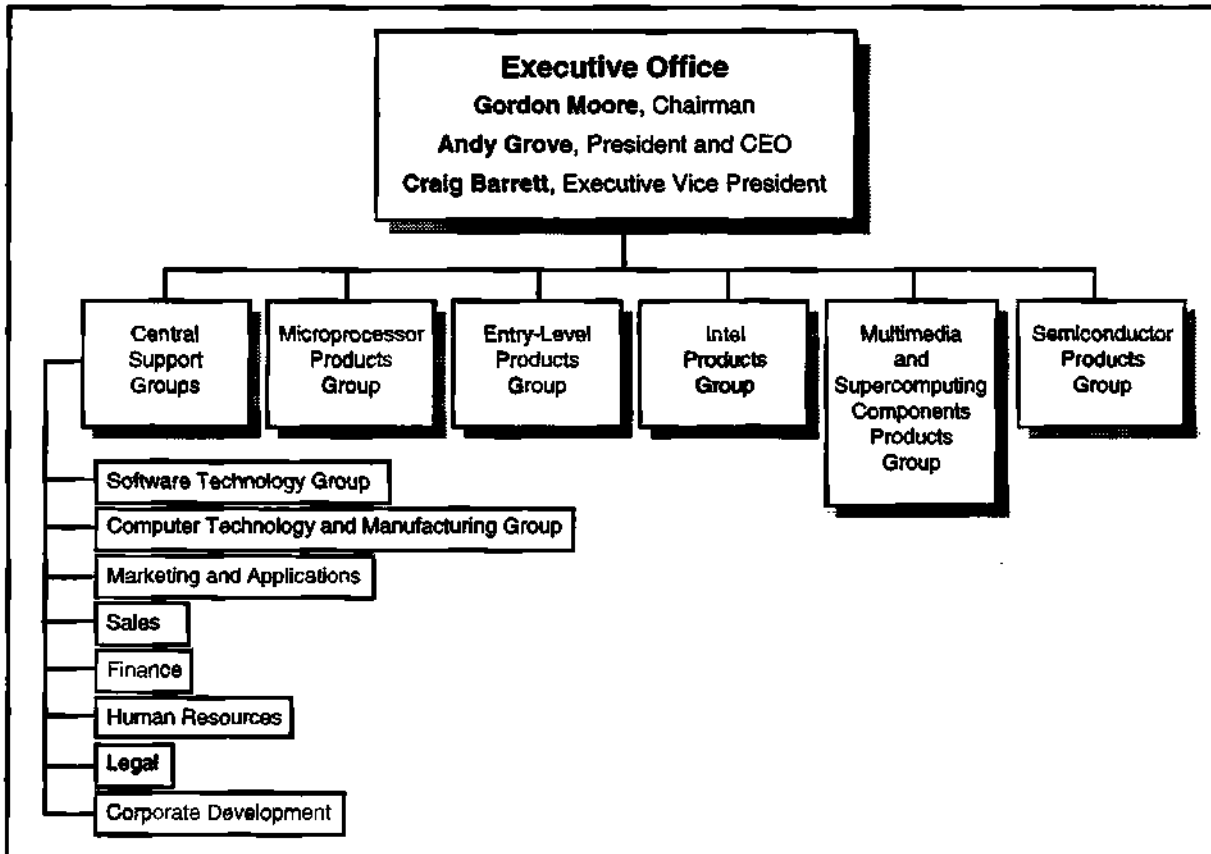 Executive Office
Gordon Moore, Chairman
Andy Grove, President and CEO
Craig Barrett, Executive Vice President
Central
Support
Groups
Microprocessor
Products
Group
Entry-Level
Products
Group
Intel
Products
Group
Multimedia
and
Supercomputing
Components
Products
Group
Semiconductor
Products
Group
Software Technology Group
Computer Technology and Manufacturing Group
Marketing and Applications
Sales
Finance
Human Resources
Legal
Corporate Development